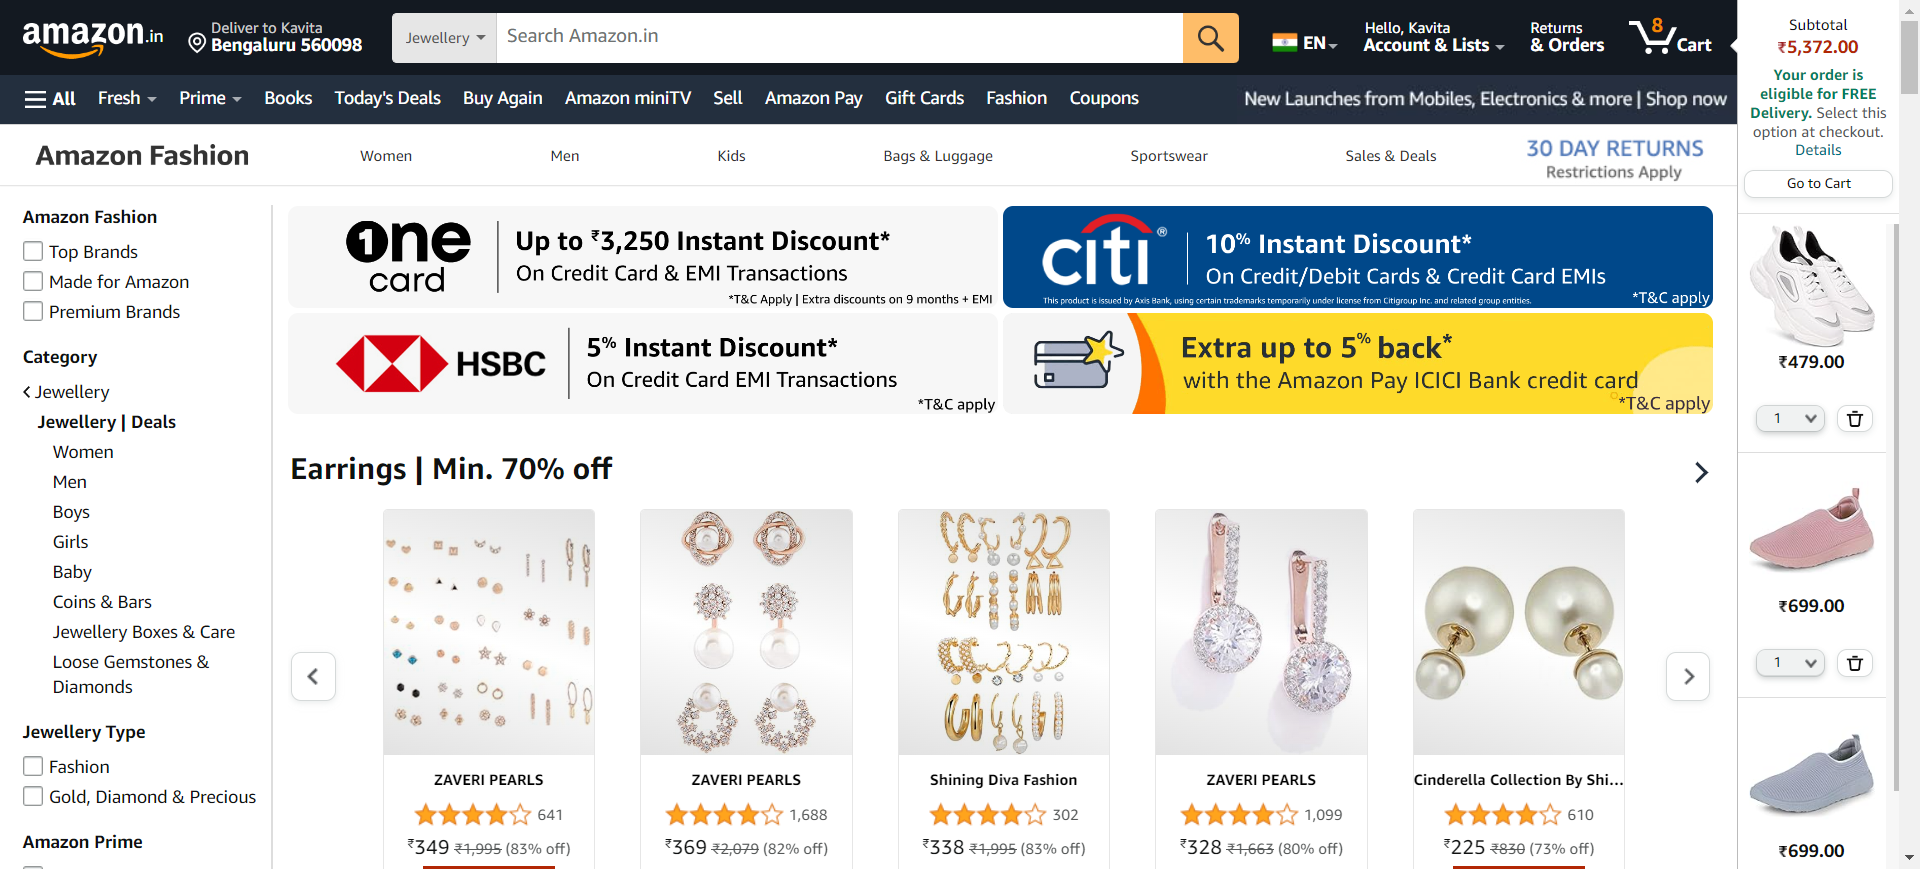 amazon.in
Deliver to Kavita
Bengaluru 560098
Jewellery
Search Amazon.in
EN
Hello, Kavita
Account & Lists
Returns
& Orders
8
Cart
All
Fresh
Prime
Books
Today's Deals
Buy Again
Amazon miniTV
Sell
Amazon Pay
Gift Cards
Fashion
Coupons
New Launches from Mobiles, Electronics & more | Shop now
Subtotal
₹5,372.00
Your order is
eligible for FREE
Delivery. Select this
option at checkout.
Details
Go to Cart
Amazon Fashion
Women
Men
Kids
Bags & Luggage
Sportswear
Sales & Deals
30 DAY RETURNS
Restrictions Apply
Amazon Fashion
Top Brands
Made for Amazon
Premium Brands
Category
Jewellery
Jewellery | Deals
Women
Men
Boys
Girls
Baby
Coins & Bars
Jewellery Boxes & Care
Loose Gemstones &
Diamonds
Jewellery Type
Fashion
Gold, Diamond & Precious
Amazon Prime
1ne
card
Up to ₹3,250 Instant Discount*
On Credit Card & EMI Transactions
*T&C Apply | Extra discounts on 9 months + EMI
citi®
10% Instant Discount*
On Credit/Debit Cards & Credit Card EMIs
This product is issued by Axis Bank, using certain trademarks temporarily under license from Citigroup Inc. and related group entities.
*T&C apply
HSBC
5% Instant Discount*
On Credit Card EMI Transactions
*T&C apply
Extra up to 5% back*
with the Amazon Pay ICICI Bank credit card
*T&C apply
Earrings | Min. 70% off
ZAVERI PEARLS
641
₹349 ₹1,995 (83% off)
ZAVERI PEARLS
1,688
₹369 ₹2,079 (82% off)
Shining Diva Fashion
302
₹338 ₹1,995 (83% off)
ZAVERI PEARLS
1,099
₹328 ₹1,663 (80% off)
Cinderella Collection By Shi...
610
₹225 ₹830 (73% off)
₹479.00
1
₹699.00
1
₹699.00